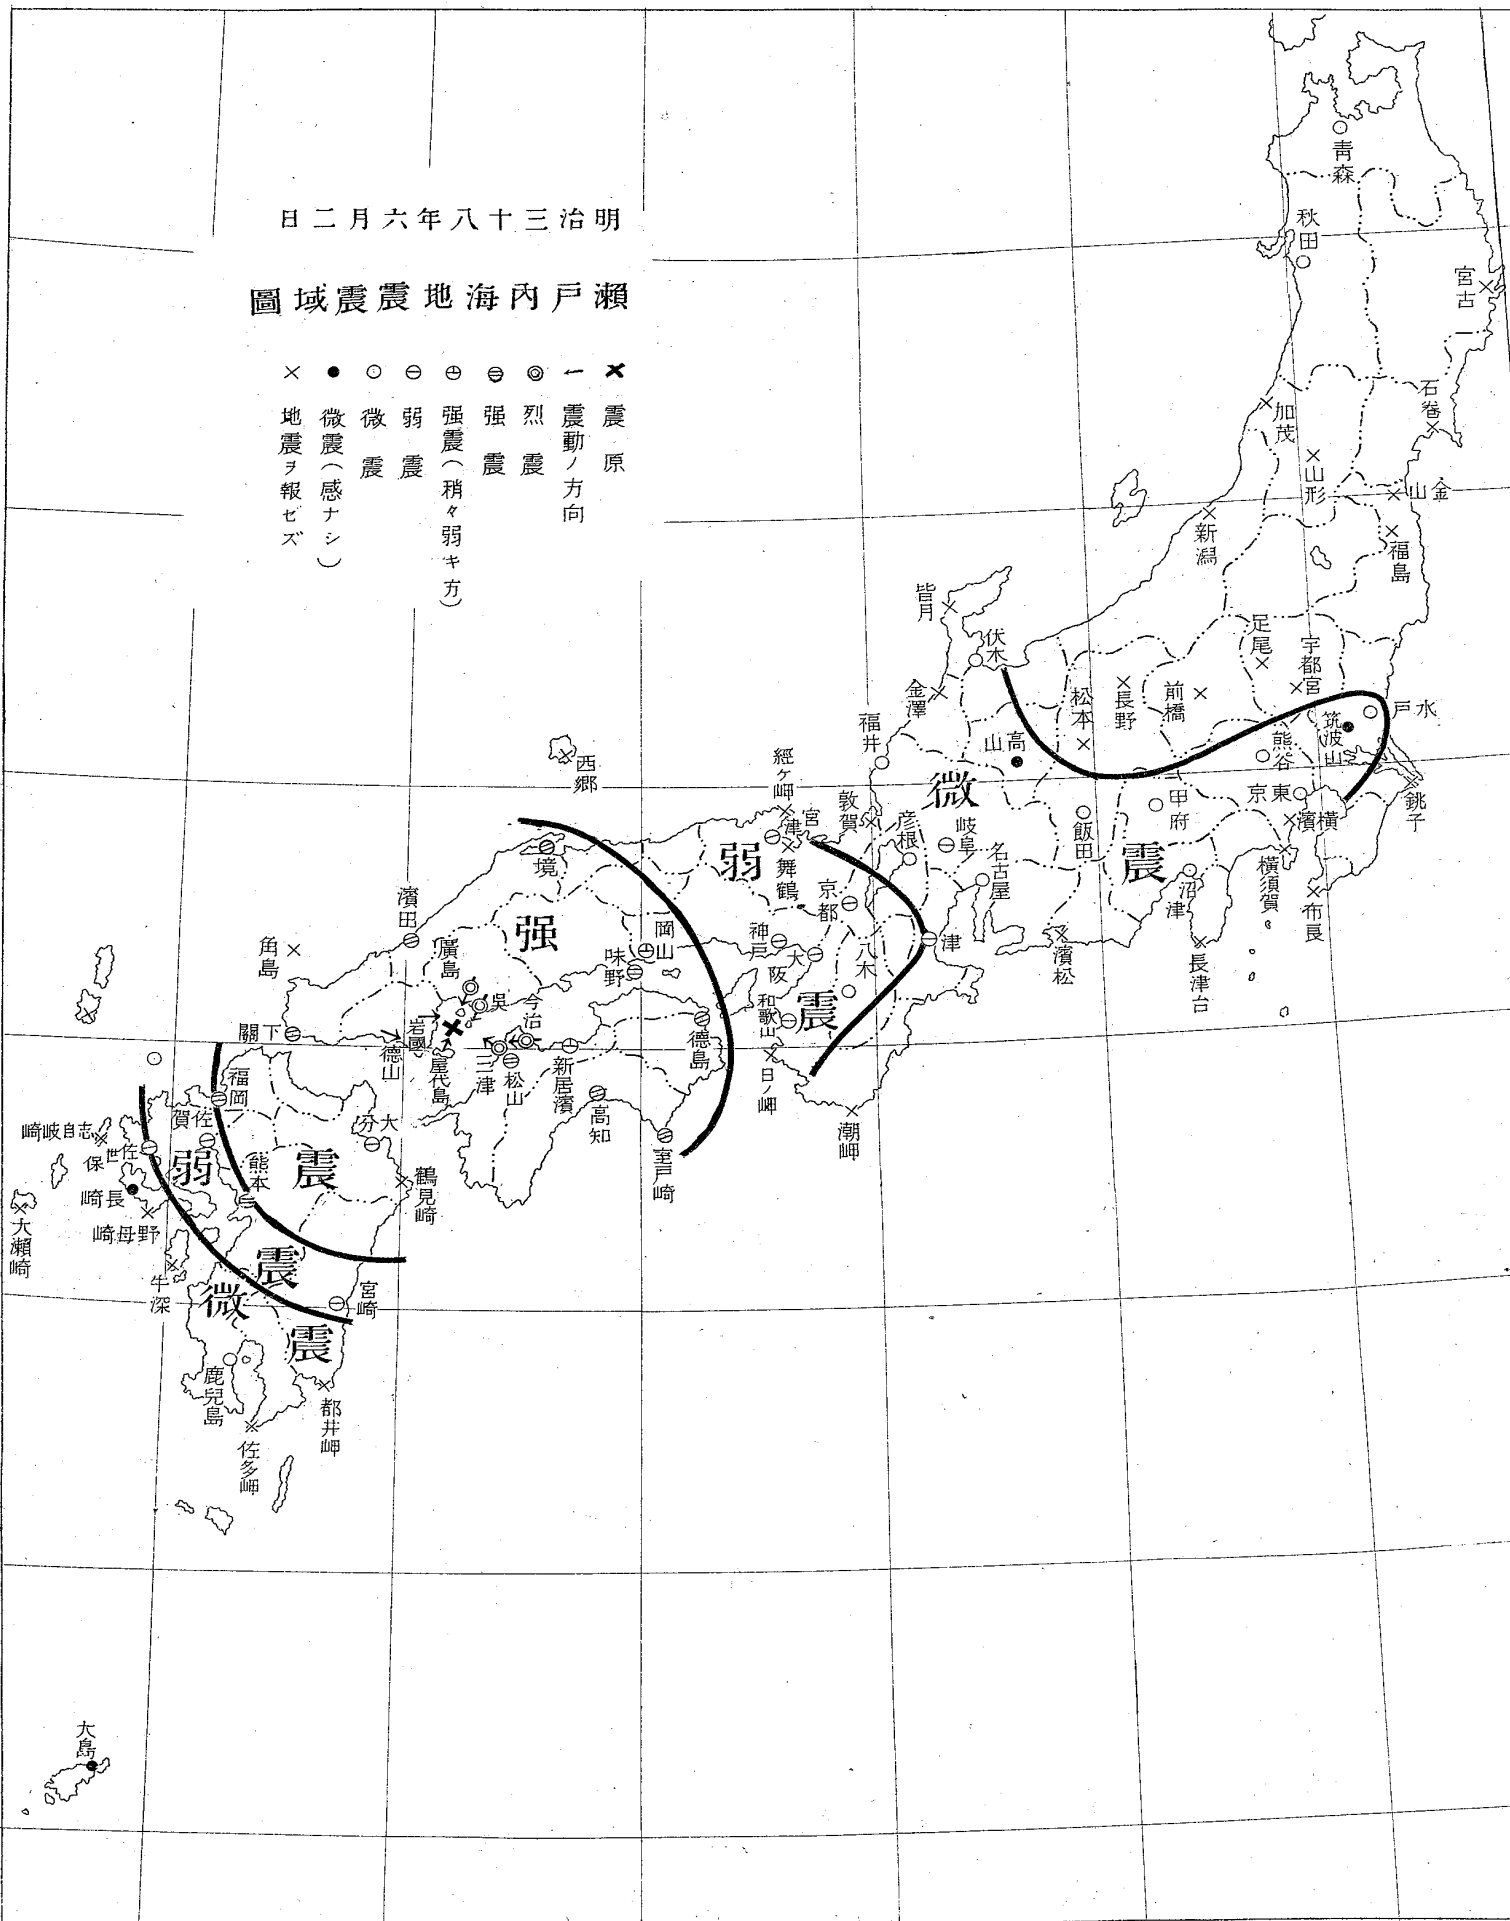 明治三十八年六月二日
瀬戸内海地震震域圖
震原
震動ノ方向
烈震
强震
强震(稍々弱キ方)
弱震
微震
微震(感ナシ)
地震ヲ報ゼズ
青森
秋田
宮古
石巻
加茂
山形
金山
福島
新潟
皆月
伏木
足尾
宇都宮
金澤
松本
長野
前橋
水戸
筑波山
熊谷
福井
高山
東京
銚子
西郷
經ケ岬
敦賀
微
甲府
横濱
宮津
彦根
岐阜
飯田
震
横須賀
境
弱
舞鶴
名古屋
沼津
布良
京都
濱田
强
岡山
神戸
大阪
八木
津
濱松
長津台
角島
廣島
味野
和歌山
震
呉
今治
岩國
下關
德山
屋代島
三津
松山
新居濱
德島
日ノ岬
福岡
高知
潮岬
佐賀
大分
志自岐崎
佐世保
弱
熊本
震
鶴見崎
室戸崎
長崎
野母崎
大瀬崎
震
牛深
微
宮崎
震
鹿兒島
都井岬
佐多岬
大島